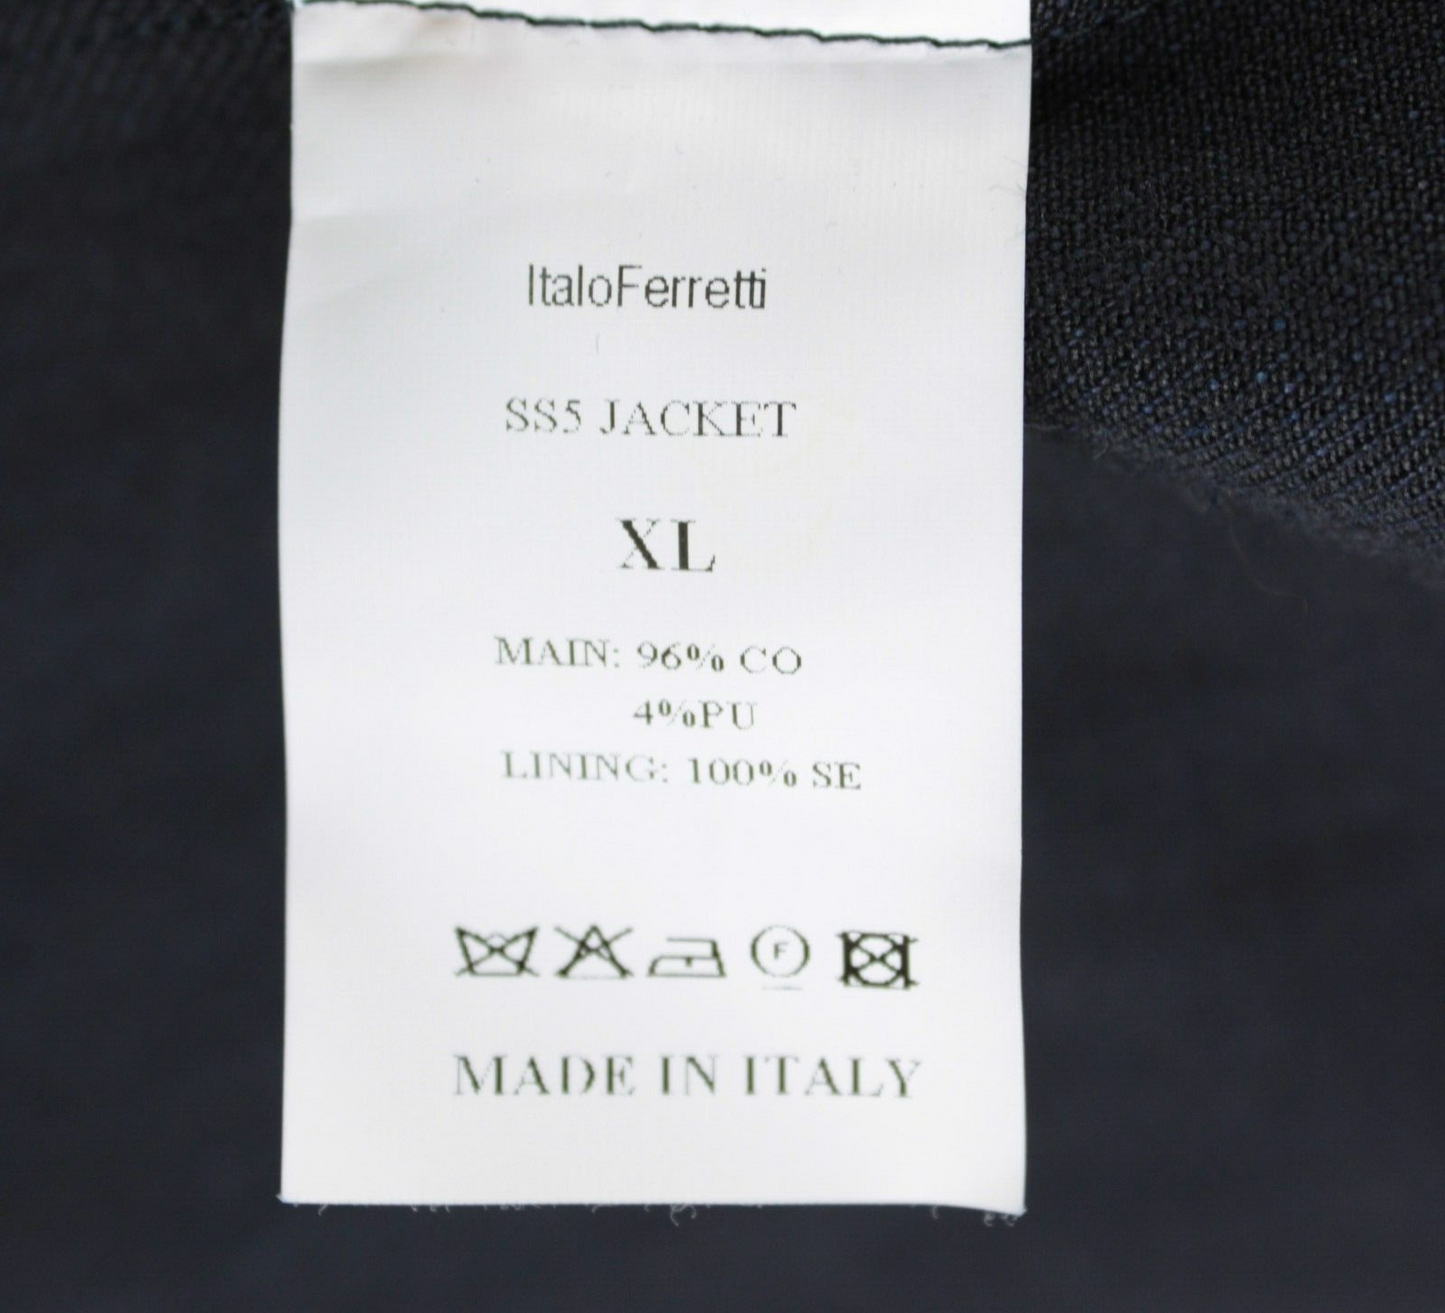 ItaloFerretti
SS5 JACKET
XL
MAIN: 96% CO
4%PU
LINING: 100% SE
F
MADE IN ITALY